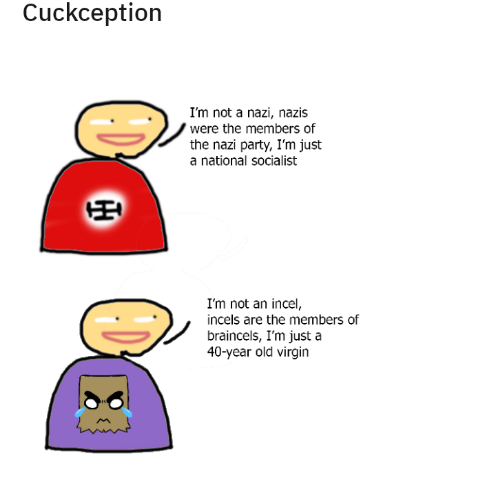 Cuckception
I'm not a nazi, nazis
were the members of
the nazi party, I'm just
a national socialist
I'm not an incel,
incels are the members of
braincels, I'm just a
40-year old virgin